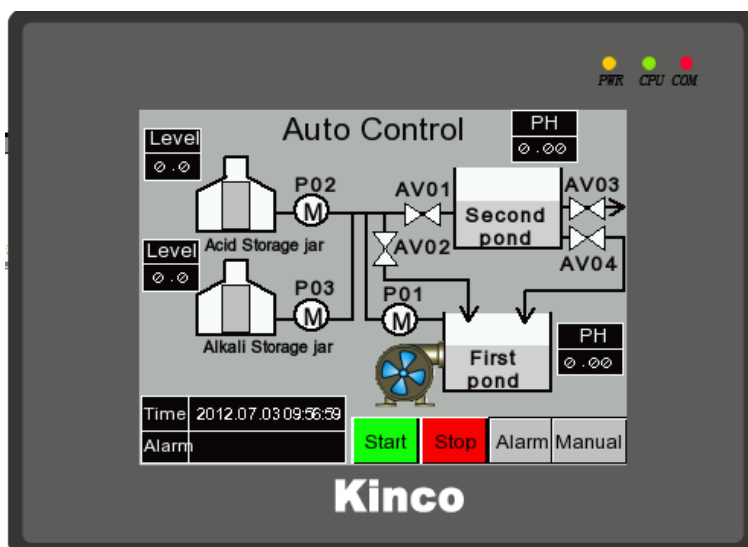 PWR CPU COM
Auto Control
PH
0.00
Level
0.0
P02
AV01
AV03
Second
pond
Acid Storage jar
AV02
Level
0.0
AV04
P03
P01
Alkali Storage jar
First
pond
PH
0.00
Time 2012.07.03 09:56:59
Alarm
Start Stop Alarm Manual
M
M
M
Kinco